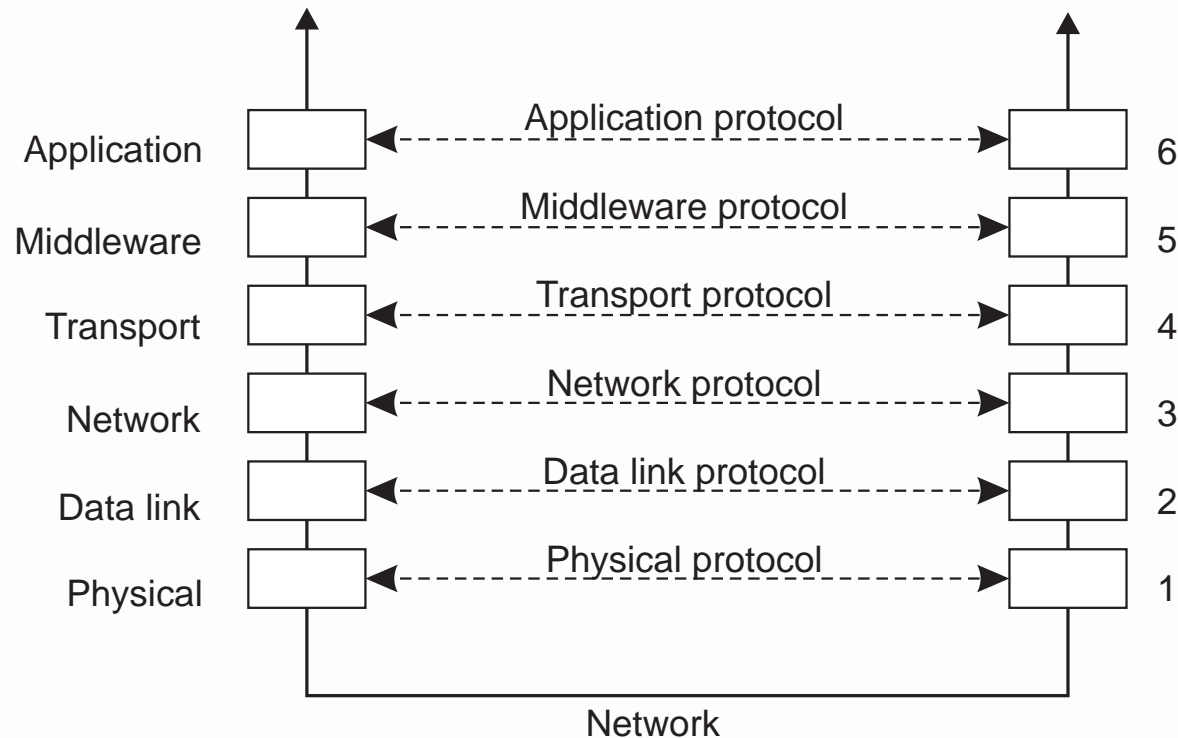 Application protocol
Application
6
Middleware protocol
Middleware
5
Transport protocol
Transport
4
Network protocol
Network
3
Data link protocol
Data link
2
Physical protocol
Physical
1
Network